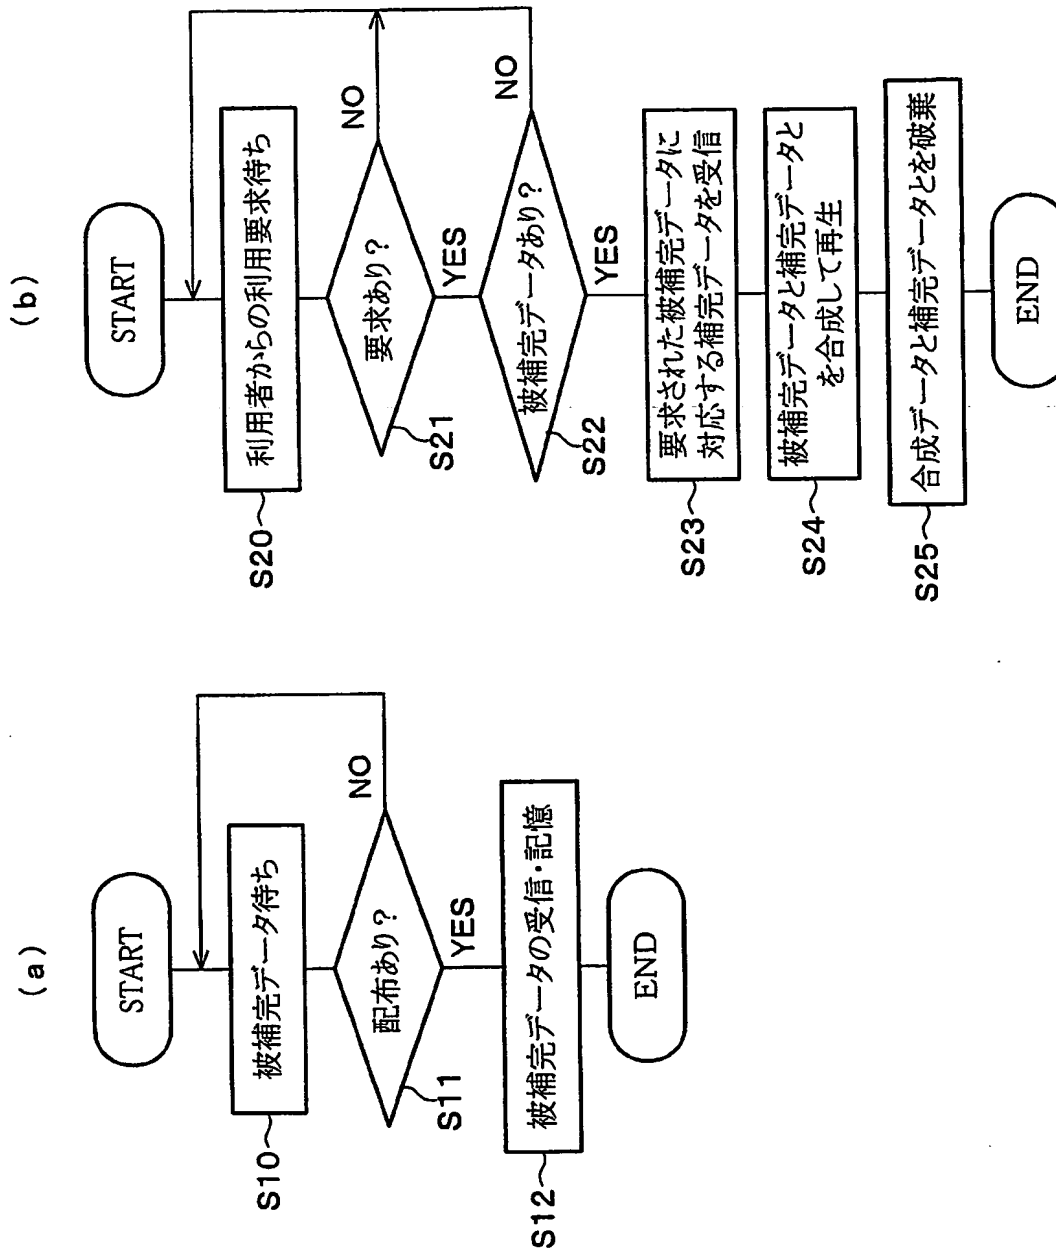 (a)
START
S10
被補完データ待ち
配布あり?
NO
S11
YES
S12
被補完データの受信・記憶
END
(b)
START
S20
利用者からの利用要求待ち
要求あり?
NO
S21
YES
被補完データあり?
NO
S22
YES
S23
要求された被補完データに
対応する補完データを受信
S24
被補完データと補完データと
を合成して再生
S25
合成データと補完データとを破棄
END